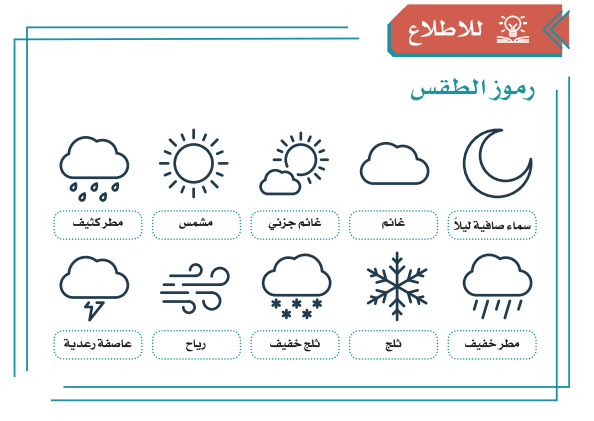 للاطلاع
رموز الطقس
سماء صافية ليلاً
غائم
غائم جزئي
مشمس
مطر كثيف
مطر خفيف
ثلج
ثلج خفيف
رياح
عاصفة رعدية